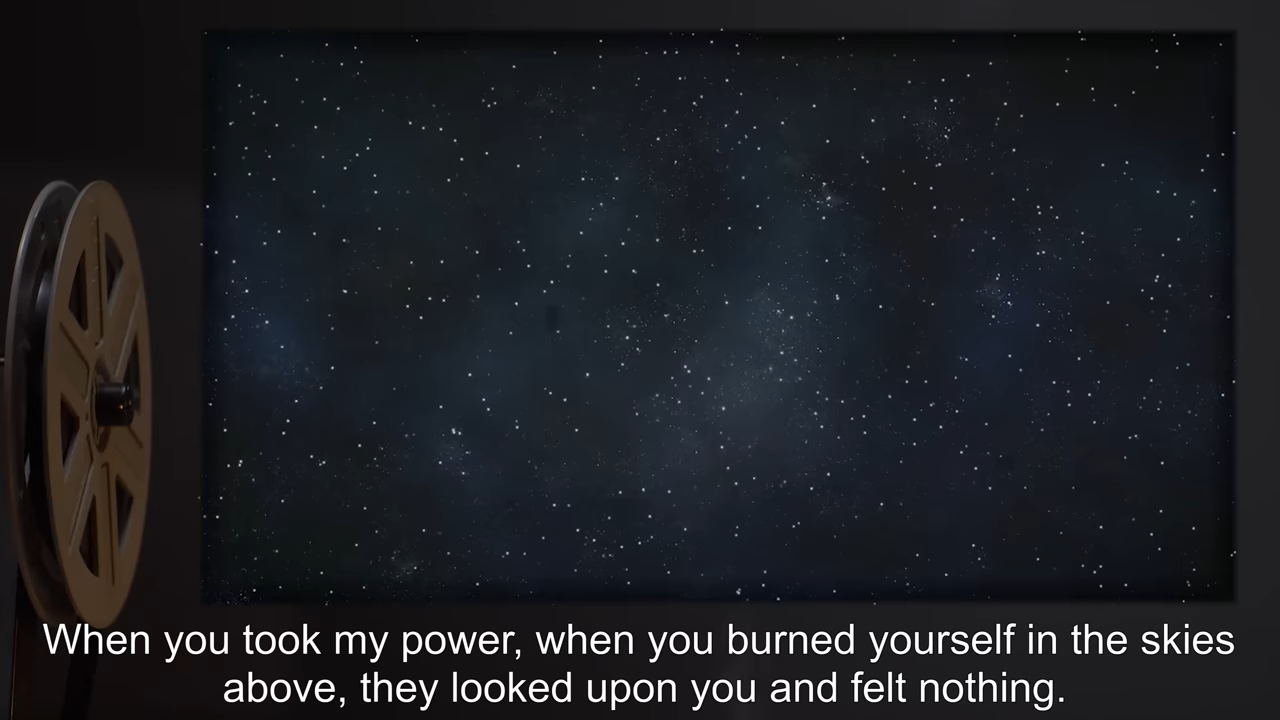 When you took my power, when you burned yourself in the skies
above, they looked upon you and felt nothing.